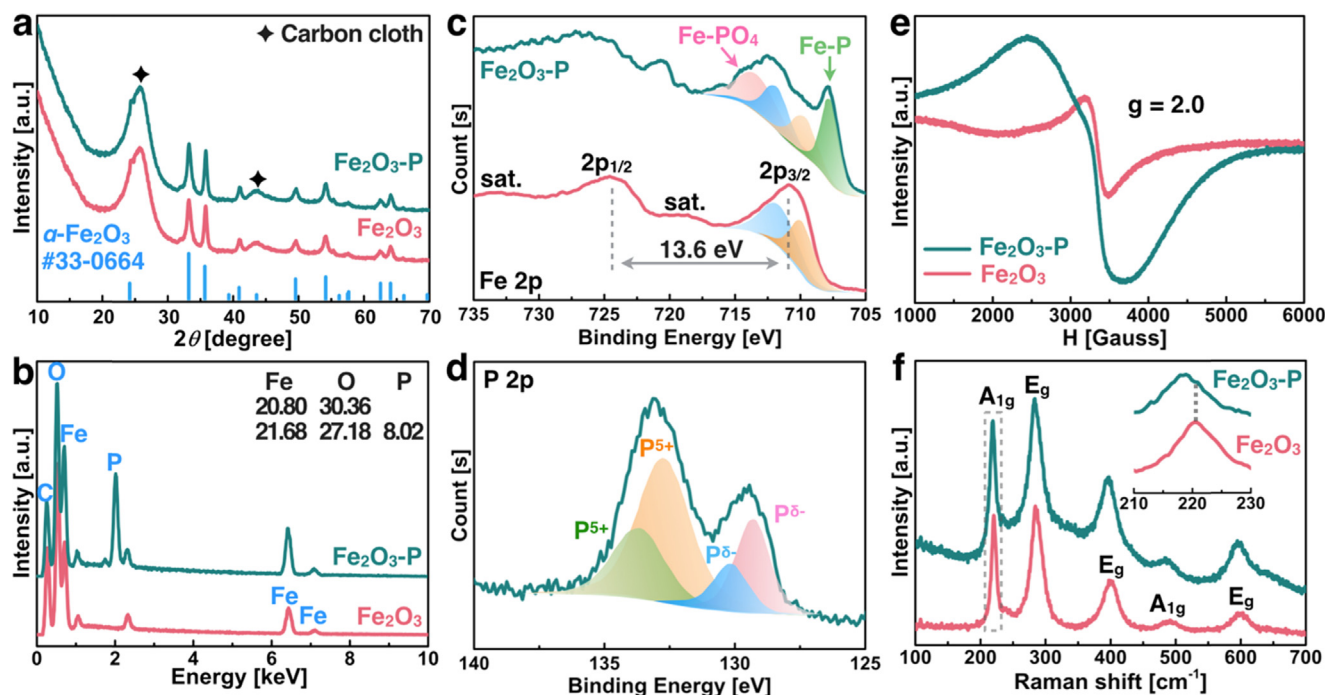 a
✦ Carbon cloth
Fe₂O₃-P
Fe₂O₃
α-Fe₂O₃
#33-0664
Intensity [a.u.]
10 20 30 40 50 60 70
2θ [degree]
b
O
Fe
C
P
Fe O P
20.80 30.36
21.68 27.18 8.02
Fe₂O₃-P
Fe
Fe
Fe₂O₃
Intensity [a.u.]
0 2 4 6 8 10
Energy [keV]
c
Fe-PO₄
Fe-P
Fe₂O₃-P
2p₁/₂
2p₃/₂
sat.
sat.
13.6 eV
Fe 2p
Count [s]
735 730 725 720 715 710 705
Binding Energy [eV]
d
P 2p
P⁵⁺
P⁵⁺
Pᵟ⁻
Pᵟ⁻
Count [s]
140 135 130 125
Binding Energy [eV]
e
g = 2.0
Fe₂O₃-P
Fe₂O₃
Intensity [a.u.]
1000 2000 3000 4000 5000 6000
H [Gauss]
f
A₁g
Eg
Fe₂O₃-P
Fe₂O₃
210 220 230
Eg
A₁g
Eg
Intensity [a.u.]
100 200 300 400 500 600 700
Raman shift [cm⁻¹]